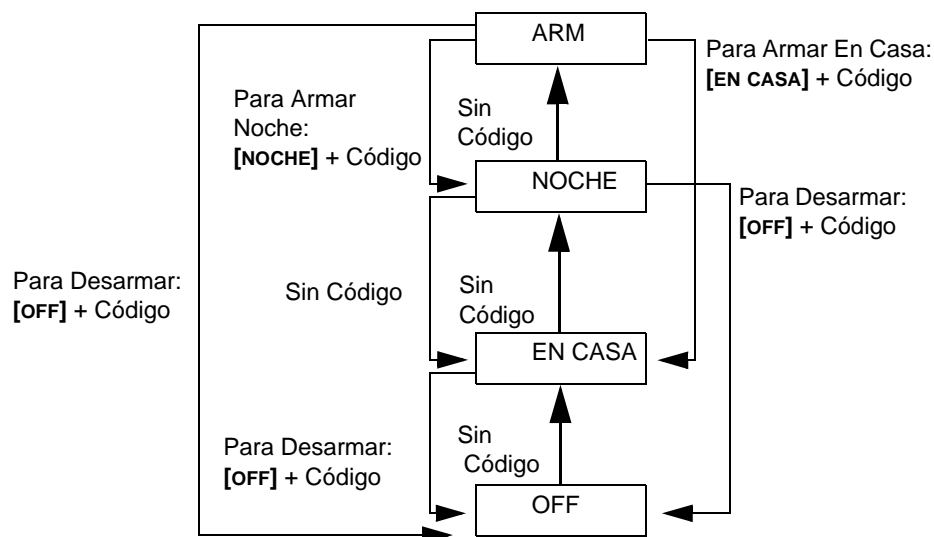 ARM
Para Armar En Casa:
[EN CASA] + Código
Para Armar
Noche:
[NOCHE] + Código
Sin
Código
NOCHE
Para Desarmar:
[OFF] + Código
Para Desarmar:
[OFF] + Código
Sin Código
Sin
Código
EN CASA
Para Desarmar:
[OFF] + Código
Sin
Código
OFF